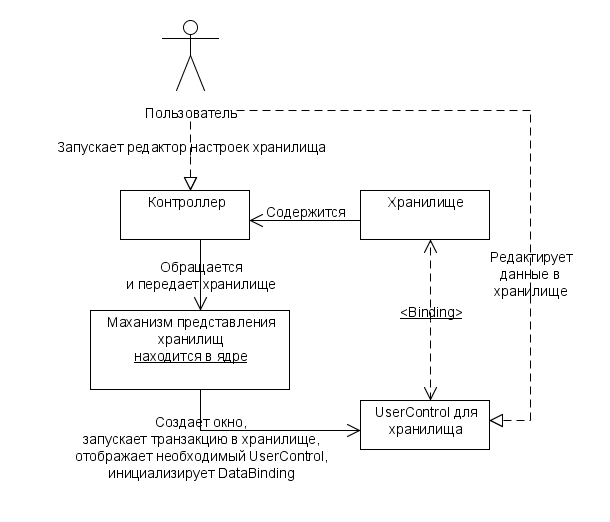 Пользователь
Запускает редактор настроек хранилища
Контроллер
Содержится
Хранилище
Обращается
и передает хранилище
Редактирует
данные в
хранилище
<Binding>
Маханизм представления
хранилищ
находится в ядре
UserControl для
хранилища
Создает окно,
запускает транзакцию в хранилище,
отображает необходимый UserControl,
инициализирует DataBinding